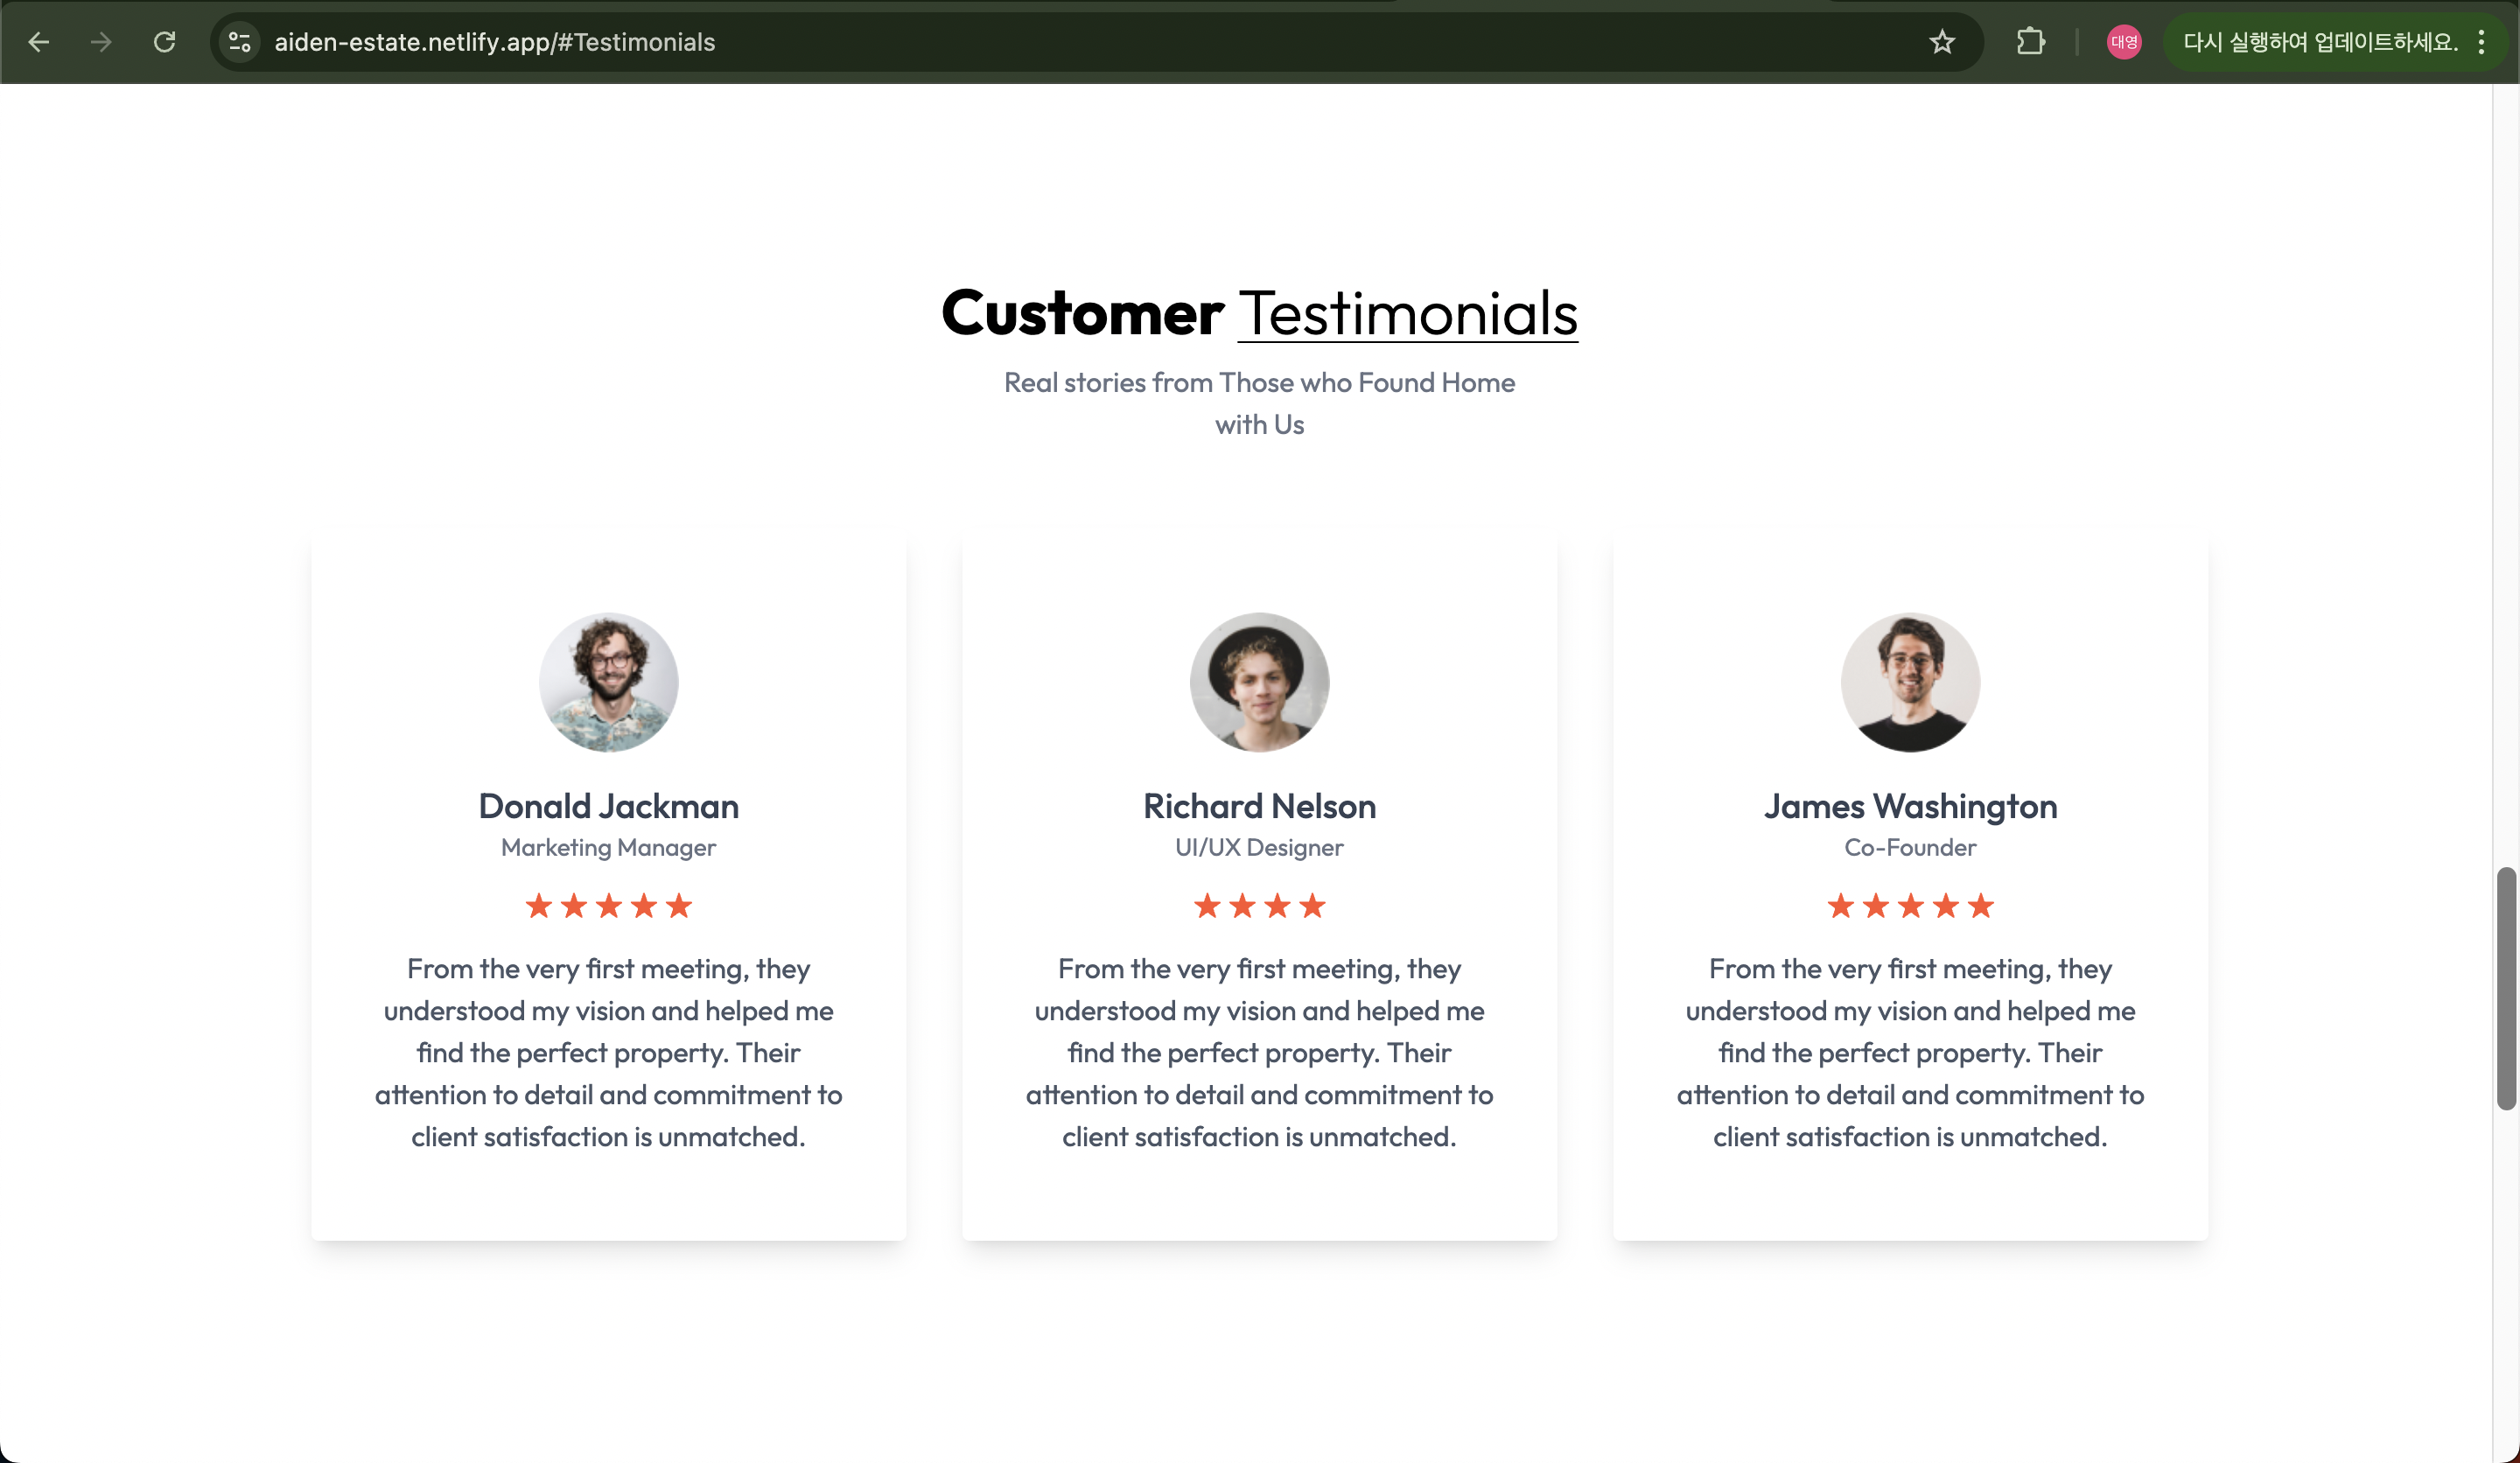 aiden-estate.netlify.app/#Testimonials
대영
다시 실행하여 업데이트하세요.
Customer Testimonials
Real stories from Those who Found Home
with Us
Donald Jackman
Marketing Manager
From the very first meeting, they
understood my vision and helped me
find the perfect property. Their
attention to detail and commitment to
client satisfaction is unmatched.
Richard Nelson
UI/UX Designer
From the very first meeting, they
understood my vision and helped me
find the perfect property. Their
attention to detail and commitment to
client satisfaction is unmatched.
James Washington
Co-Founder
From the very first meeting, they
understood my vision and helped me
find the perfect property. Their
attention to detail and commitment to
client satisfaction is unmatched.